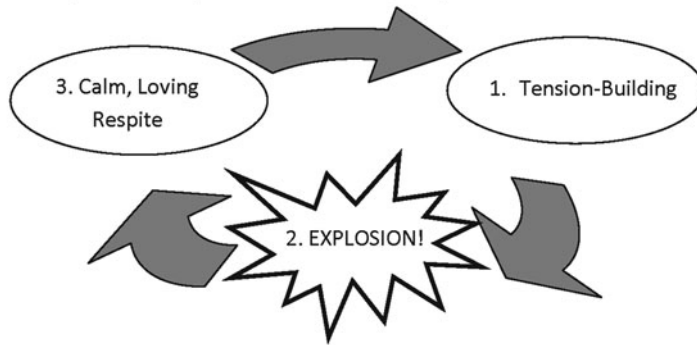 3. Calm, Loving
Respite
1. Tension-Building
2. EXPLOSION!